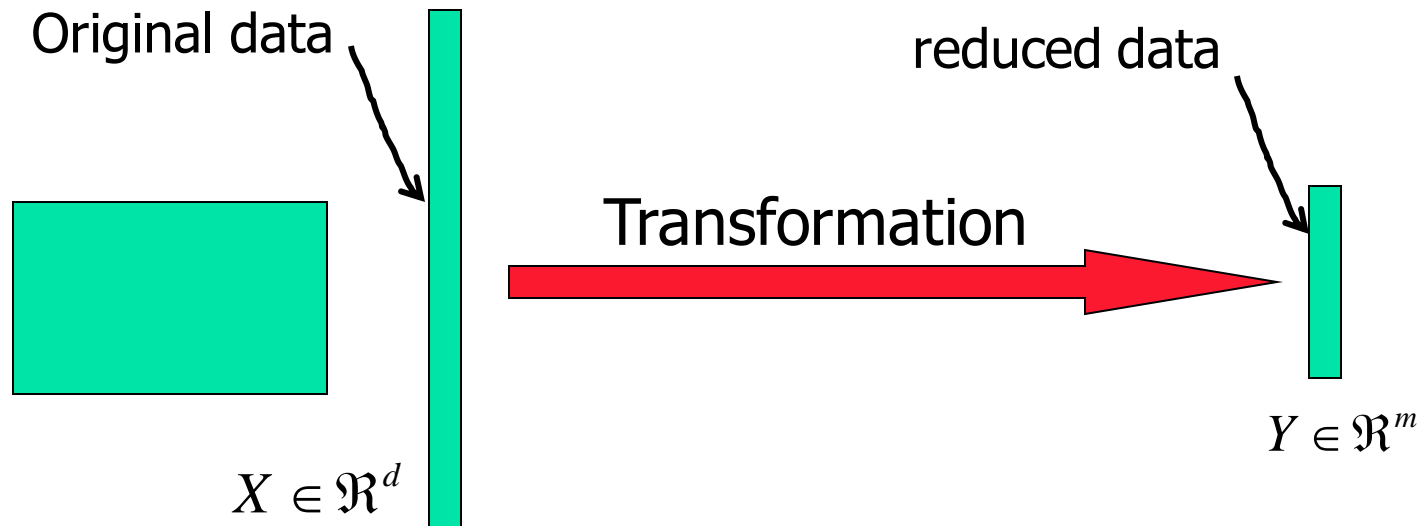 Original data
reduced data
Transformation
Y ∈ ℜ^m
X ∈ ℜ^d